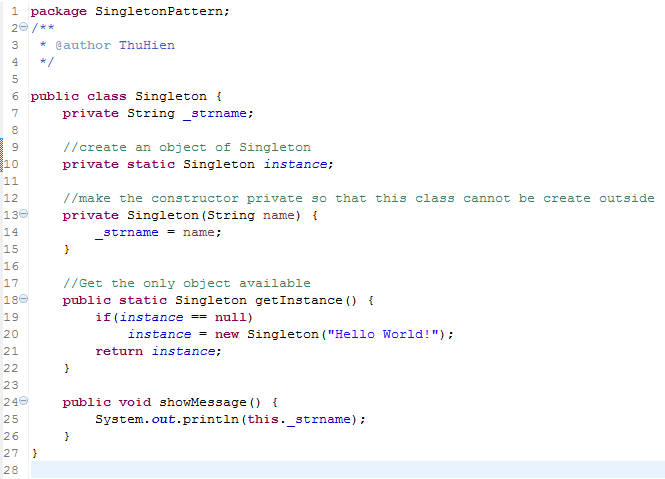 1 package SingletonPattern;
2 /**
3  * @author ThuHien
4  */
5
6 public class Singleton {
7     private String _strname;
8
9     //create an object of Singleton
10     private static Singleton instance;
11
12     //make the constructor private so that this class cannot be create outside
13     private Singleton(String name) {
14         _strname = name;
15     }
16
17     //Get the only object available
18     public static Singleton getInstance() {
19         if(instance == null)
20             instance = new Singleton("Hello World!");
21         return instance;
22     }
23
24     public void showMessage() {
25         System.out.println(this._strname);
26     }
27 }
28